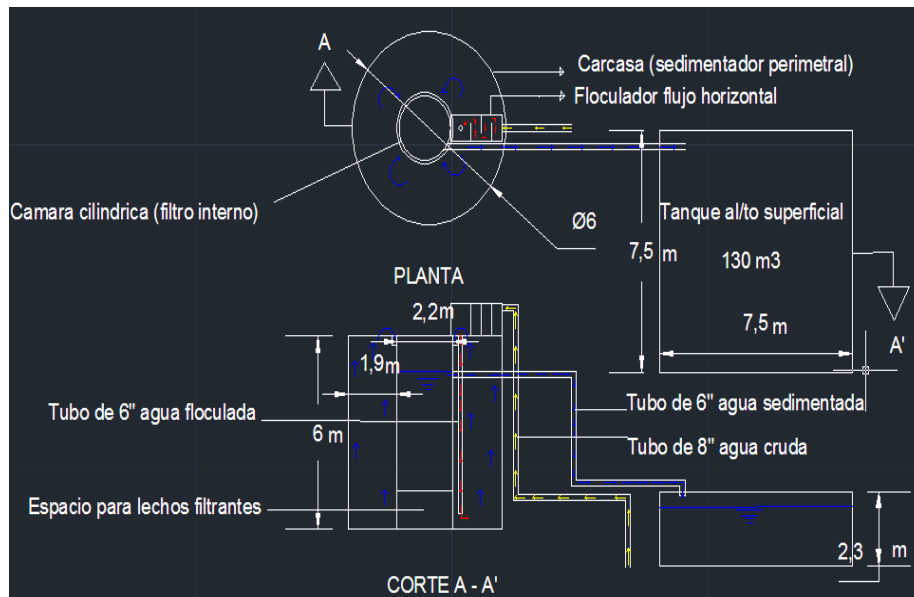 A
Carcasa (sedimentador perimetral)
Floculador flujo horizontal
Camara cilindrica (filtro interno)
Tanque al/to superficial
Ø6
7,5 m
130 m3
PLANTA
2,2m
7,5 m
A'
1,9m
Tubo de 6" agua sedimentada
Tubo de 6" agua floculada
6 m
Tubo de 8" agua cruda
Espacio para lechos filtrantes
2,3 m
CORTE A - A'